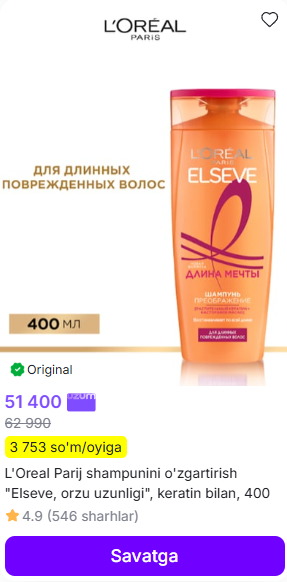 L'ORÉAL
PARIS
ДЛЯ ДЛИННЫХ
ПОВРЕЖДЕННЫХ ВОЛОС
L'ORÉAL
ELSEVE
ДЛИНА МЕЧТЫ
ШАМПУНЬ
ПРЕОБРАЖЕНИЕ
ДЛЯ ДЛИННЫХ
ПОВРЕЖДЕННЫХ ВОЛОС
400 МЛ
Original
51 400
62 990
3 753 so'm/oyiga
L'Oreal Parij shampunini o'zgartirish
"Elseve, orzu uzunligi", keratin bilan, 400
4.9 (546 sharhlar)
Savatga